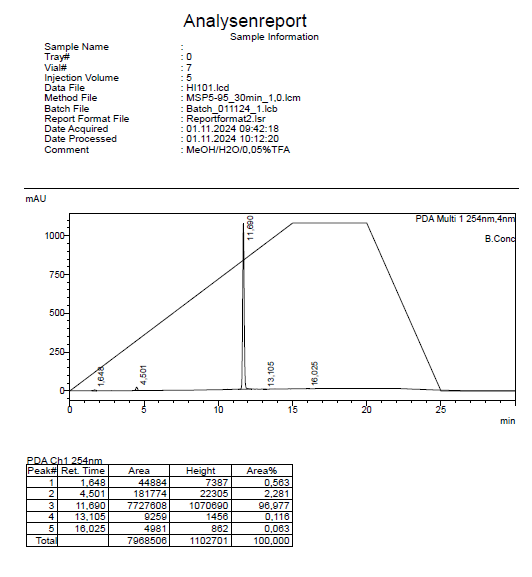 Analysenreport
Sample Information
Sample Name :
Tray# : 0
Vial# : 7
Injection Volume : 5
Data File : HI101.lcd
Method File : MSP5-95_30min_1,0.lcm
Batch File : Batch_011124_1.lcb
Report Format File : Reportformat2.lsr
Date Acquired : 01.11.2024 09:42:18
Date Processed : 01.11.2024 10:12:20
Comment : MeOH/H2O/0,05%TFA
mAU
PDA Multi 1 254nm,4nm
B.Conc
1000
750
500
250
0
1,648
4,501
11,690
13,105
16,025
0 5 10 15 20 25
min
PDA Ch1 254nm
Peak# Ret. Time Area Height Area%
1 1,648 44884 7387 0,563
2 4,501 181774 22305 2,281
3 11,690 7727608 1070690 96,977
4 13,105 9259 1456 0,116
5 16,025 4981 862 0,063
Total 7968506 1102701 100,000